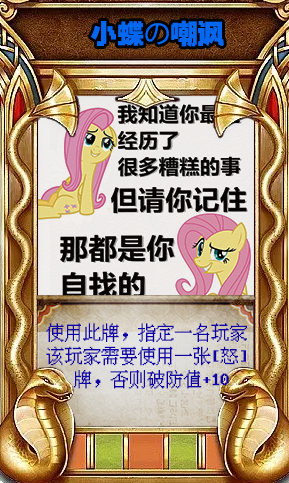 小蝶の嘲讽
我知道你最
经历了
很多糟糕的事
但请你记住
那都是你
自找的
使用此牌，指定一名玩家
该玩家需要使用一张[怒]
牌，否则破防值+10